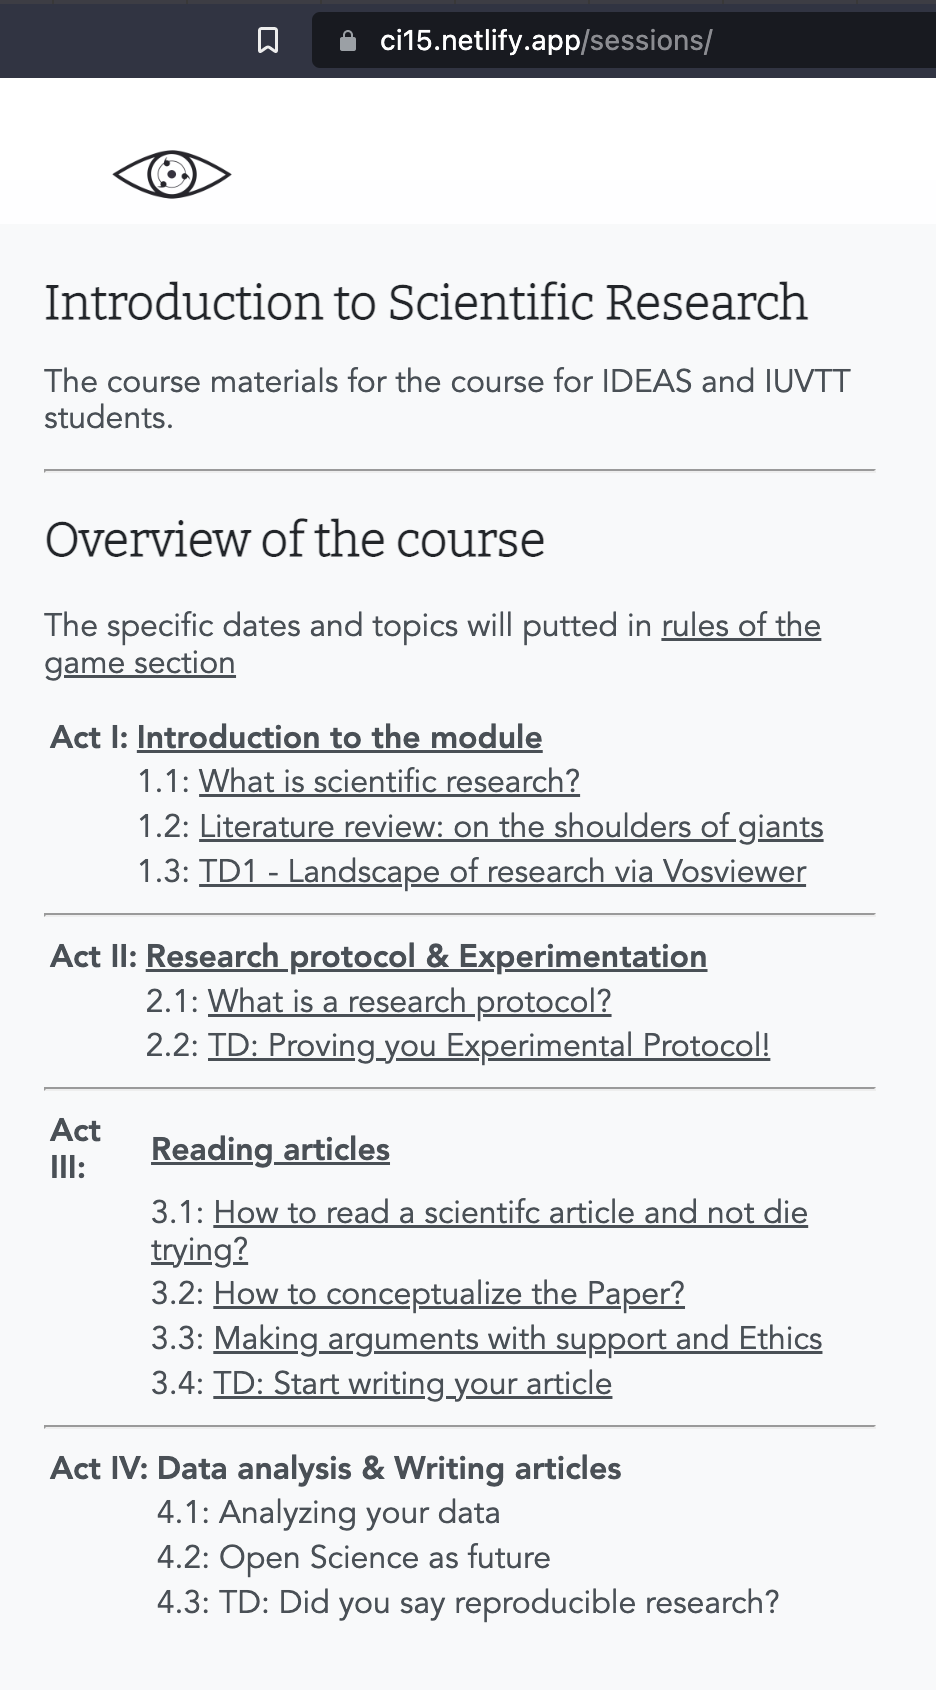 ci15.netlify.app/sessions/
Introduction to Scientific Research
The course materials for the course for IDEAS and IUVTT
students.
Overview of the course
The specific dates and topics will putted in rules of the
game section
Act I: Introduction to the module
1.1: What is scientific research?
1.2: Literature review: on the shoulders of giants
1.3: TD1 - Landscape of research via Vosviewer
Act II: Research protocol & Experimentation
2.1: What is a research protocol?
2.2: TD: Proving you Experimental Protocol!
Act
III:
Reading articles
3.1: How to read a scientifc article and not die
trying?
3.2: How to conceptualize the Paper?
3.3: Making arguments with support and Ethics
3.4: TD: Start writing your article
Act IV: Data analysis & Writing articles
4.1: Analyzing your data
4.2: Open Science as future
4.3: TD: Did you say reproducible research?